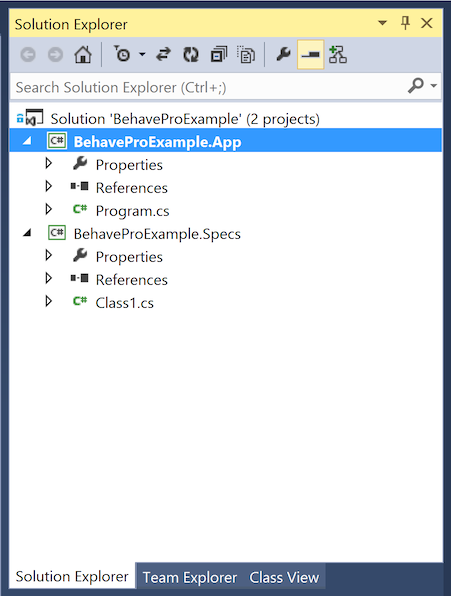 Solution Explorer
Search Solution Explorer (Ctrl+;)
Solution 'BehaveProExample' (2 projects)
C# BehaveProExample.App
Properties
References
C# Program.cs
C# BehaveProExample.Specs
Properties
References
C# Class1.cs
Solution Explorer Team Explorer Class View